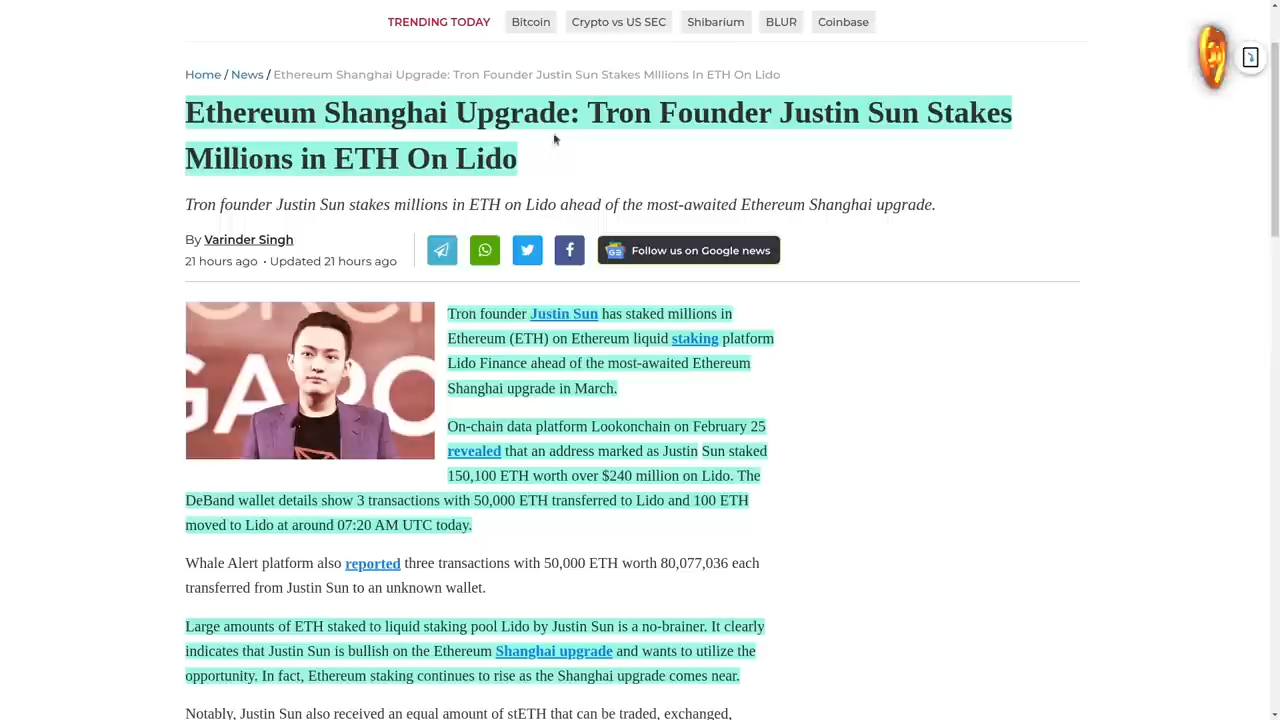 TRENDING TODAY Bitcoin Crypto vs US SEC Shibarium BLUR Coinbase
Home / News / Ethereum Shanghai Upgrade: Tron Founder Justin Sun Stakes MIllions In ETH On Lido
Ethereum Shanghai Upgrade: Tron Founder Justin Sun Stakes
Millions in ETH On Lido
Tron founder Justin Sun stakes millions in ETH on Lido ahead of the most-awaited Ethereum Shanghai upgrade.
By Varinder Singh
21 hours ago • Updated 21 hours ago
Follow us on Google news
Tron founder Justin Sun has staked millions in
Ethereum (ETH) on Ethereum liquid staking platform
Lido Finance ahead of the most-awaited Ethereum
Shanghai upgrade in March.
On-chain data platform Lookonchain on February 25
revealed that an address marked as Justin Sun staked
150,100 ETH worth over $240 million on Lido. The
DeBand wallet details show 3 transactions with 50,000 ETH transferred to Lido and 100 ETH
moved to Lido at around 07:20 AM UTC today.
Whale Alert platform also reported three transactions with 50,000 ETH worth 80,077,036 each
transferred from Justin Sun to an unknown wallet.
Large amounts of ETH staked to liquid staking pool Lido by Justin Sun is a no-brainer. It clearly
indicates that Justin Sun is bullish on the Ethereum Shanghai upgrade and wants to utilize the
opportunity. In fact, Ethereum staking continues to rise as the Shanghai upgrade comes near.
Notably, Justin Sun also received an equal amount of stETH that can be traded, exchanged,